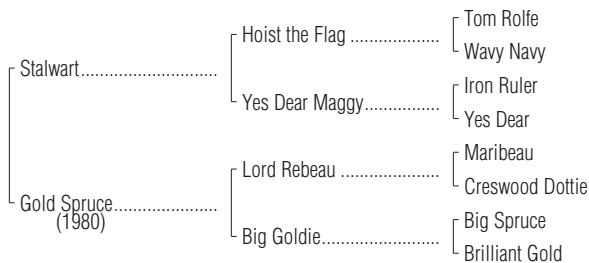 Tom Rolfe
Hoist the Flag ...................
Wavy Navy
Stalwart.............................
Iron Ruler
Yes Dear Maggy................
Yes Dear
Maribeau
Lord Rebeau .....................
Creswood Dottie
Gold Spruce......................
(1980)
Big Spruce
Big Goldie.........................
Brilliant Gold